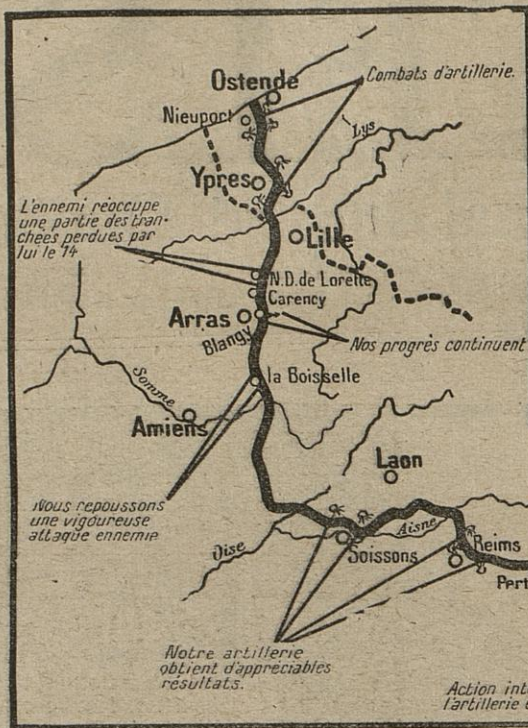 Ostende
Combats d'artillerie.
Nieuport
Lys
Ypres
L'ennemi réoccupe
une partie des tran-
chées perdues par
lui le 14
Lille
N.D. de Lorette
Carency
Arras
Blangy
Nos progrès continuent
la Boisselle
Somme
Amiens
Laon
Nous repoussons
une vigoureuse
attaque ennemie
Oise
Aisne
Soissons
Reims
Pert
Notre artillerie
obtient d'appréciables
résultats.
Action int
l'artillerie